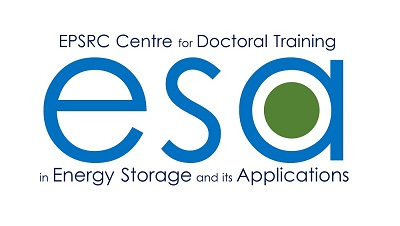 EPSRC Centre for Doctoral Training
esa
in Energy Storage and its Applications